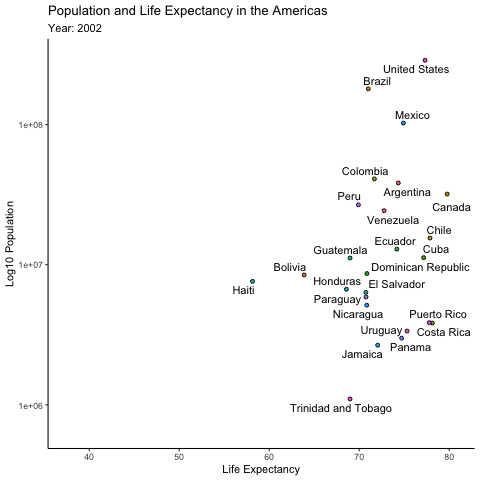 Population and Life Expectancy in the Americas
Year: 2002
United States
Brazil
Mexico
1e+08
Colombia
Argentina
Canada
Peru
Venezuela
Chile
Ecuador
Cuba
Guatemala
Log10 Population
1e+07
Bolivia
Dominican Republic
Haiti
Honduras
El Salvador
Paraguay
Nicaragua
Puerto Rico
Uruguay
Costa Rica
Panama
Jamaica
1e+06
Trinidad and Tobago
40 50 60 70 80
Life Expectancy